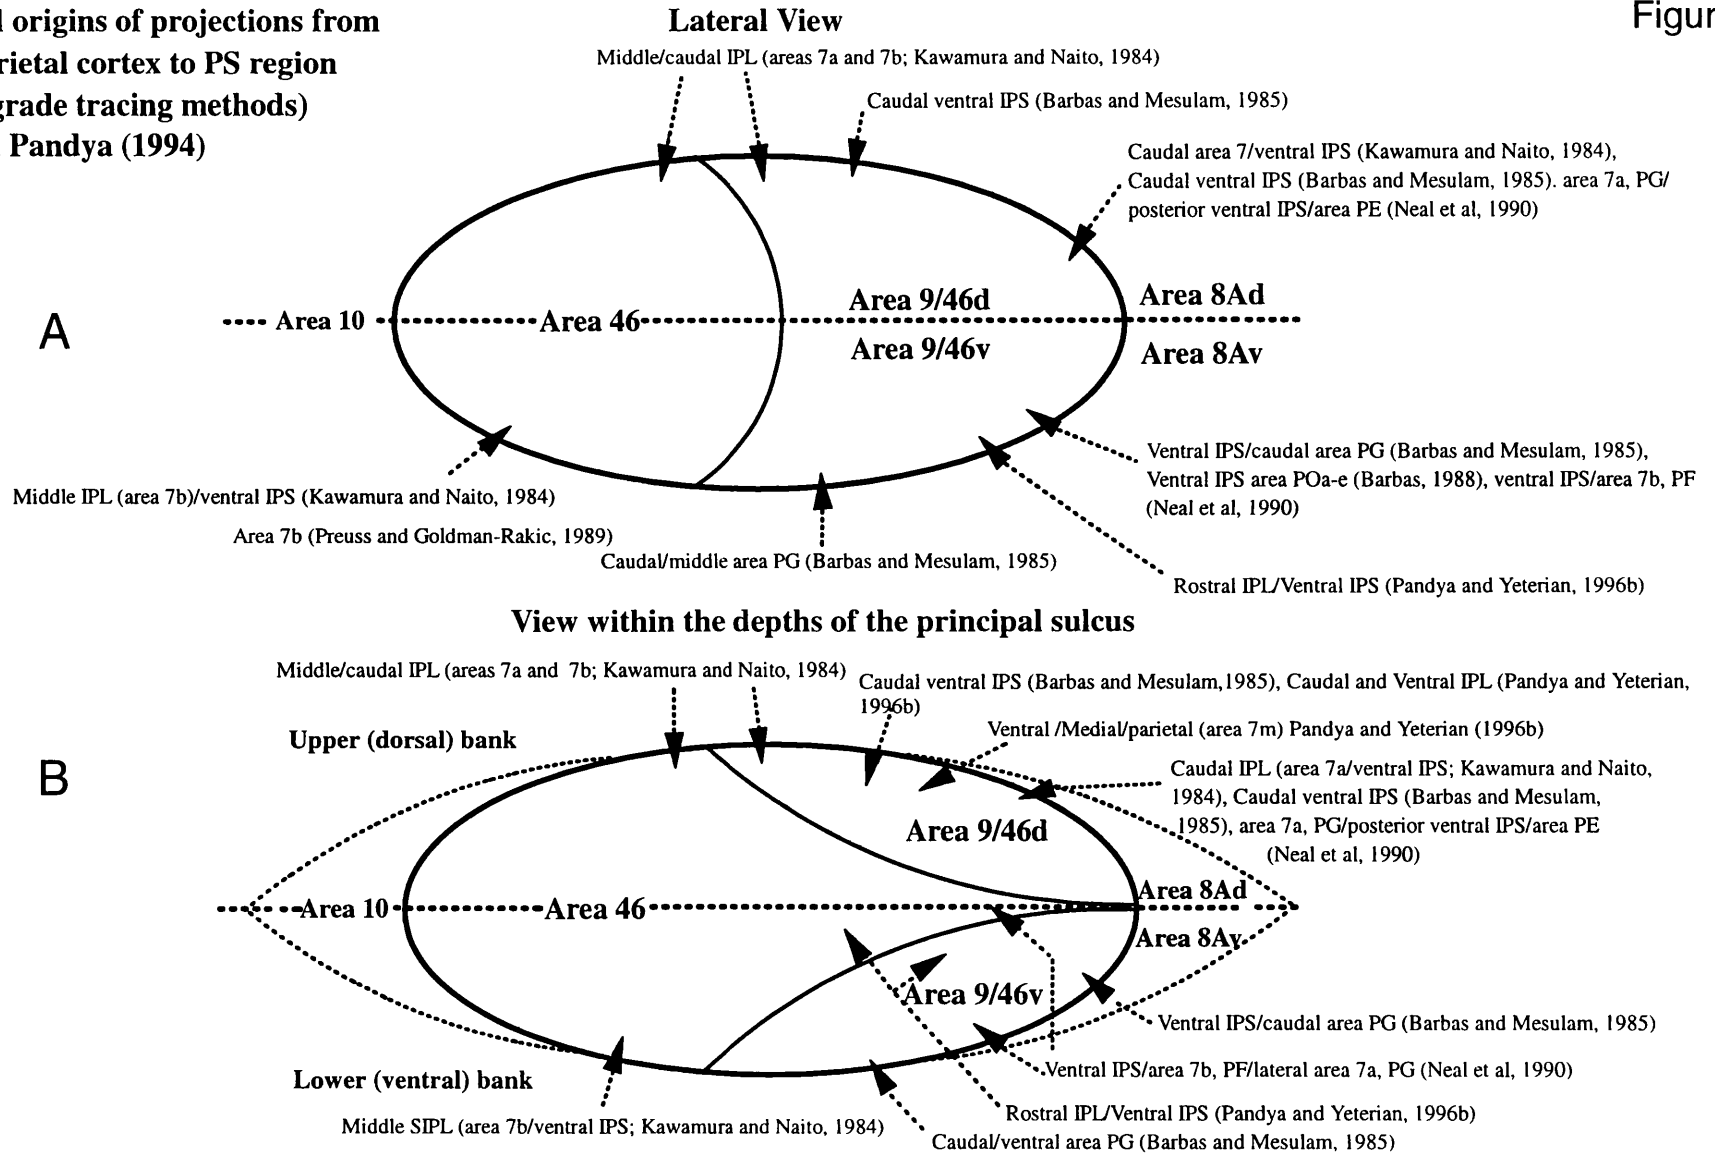 l origins of projections from
rietal cortex to PS region
grade tracing methods)
. Pandya (1994)
Lateral View
Figur
Middle/caudal IPL (areas 7a and 7b; Kawamura and Naito, 1984)
Caudal ventral IPS (Barbas and Mesulam, 1985)
Caudal area 7/ventral IPS (Kawamura and Naito, 1984),
Caudal ventral IPS (Barbas and Mesulam, 1985). area 7a, PG/
posterior ventral IPS/area PE (Neal et al, 1990)
A
Area 10
Area 46
Area 9/46d
Area 9/46v
Area 8Ad
Area 8Av
Ventral IPS/caudal area PG (Barbas and Mesulam, 1985),
Ventral IPS area POa-e (Barbas, 1988), ventral IPS/area 7b, PF
(Neal et al, 1990)
Middle IPL (area 7b)/ventral IPS (Kawamura and Naito, 1984)
Area 7b (Preuss and Goldman-Rakic, 1989)
Caudal/middle area PG (Barbas and Mesulam, 1985)
Rostral IPL/Ventral IPS (Pandya and Yeterian, 1996b)
View within the depths of the principal sulcus
Middle/caudal IPL (areas 7a and 7b; Kawamura and Naito, 1984)
Caudal ventral IPS (Barbas and Mesulam,1985), Caudal and Ventral IPL (Pandya and Yeterian,
1996b)
Ventral /Medial/parietal (area 7m) Pandya and Yeterian (1996b)
Upper (dorsal) bank
B
Caudal IPL (area 7a/ventral IPS; Kawamura and Naito,
1984), Caudal ventral IPS (Barbas and Mesulam,
1985), area 7a, PG/posterior ventral IPS/area PE
(Neal et al, 1990)
Area 9/46d
Area 10
Area 46
Area 8Ad
Area 8Av
Area 9/46v
Ventral IPS/caudal area PG (Barbas and Mesulam, 1985)
Ventral IPS/area 7b, PF/lateral area 7a, PG (Neal et al, 1990)
Lower (ventral) bank
Rostral IPL/Ventral IPS (Pandya and Yeterian, 1996b)
Middle SIPL (area 7b/ventral IPS; Kawamura and Naito, 1984)
Caudal/ventral area PG (Barbas and Mesulam, 1985)